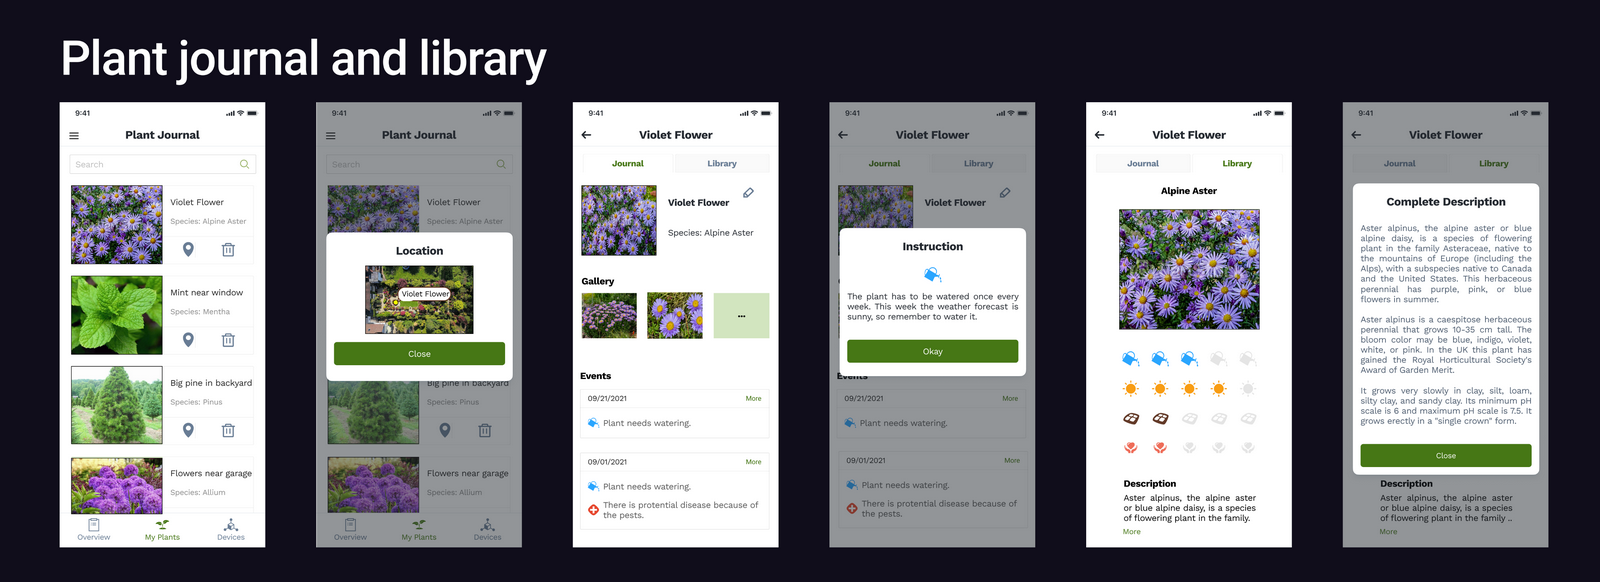 Plant journal and library
9:41
Plant Journal
Search
Violet Flower
Species: Alpine Aster
Mint near window
Species: Mentha
Big pine in backyard
Species: Pinus
Flowers near garage
Species: Allium
Overview
My Plants
Devices
9:41
Plant Journal
Search
Violet Flower
Species: Alpine Aster
Location
Violet Flower
Close
Big pine in backyard
Species: Pinus
Flowers near garage
Species: Allium
Overview
My Plants
Devices
9:41
Violet Flower
Journal
Library
Violet Flower
Species: Alpine Aster
Gallery
...
Events
09/21/2021
More
Plant needs watering.
09/01/2021
More
Plant needs watering.
There is protential disease because of
the pests.
9:41
Violet Flower
Journal
Library
Violet Flower
Instruction
The plant has to be watered once every
week. This week the weather forecast is
sunny, so remember to water it.
Okay
Events
09/21/2021
More
Plant needs watering.
09/01/2021
More
Plant needs watering.
There is protential disease because of
the pests.
9:41
Violet Flower
Journal
Library
Alpine Aster
Description
Aster alpinus, the alpine aster
or blue alpine daisy, is a species
of flowering plant in the family.
More
9:41
Violet Flower
Journal
Library
Complete Description
Aster alpinus, the alpine aster or blue
alpine daisy, is a species of flowering
plant in the family Asteraceae, native to
the mountains of Europe (including the
Alps), with a subspecies native to Canada
and the United States. This herbaceous
perennial has purple, pink, or blue
flowers in summer.
Aster alpinus is a caespitose herbaceous
perennial that grows 10-35 cm tall. The
bloom color may be blue, indigo, violet,
white, or pink. In the UK this plant has
gained the Royal Horticultural Society's
Award of Garden Merit.
It grows very slowly in clay, silt, loam,
silty clay, and sandy clay. Its minimum pH
scale is 6 and maximum pH scale is 7.5. It
grows erectly in a "single crown" form.
Close
Description
Aster alpinus, the alpine aster
or blue alpine daisy, is a species
of flowering plant in the family ..
More